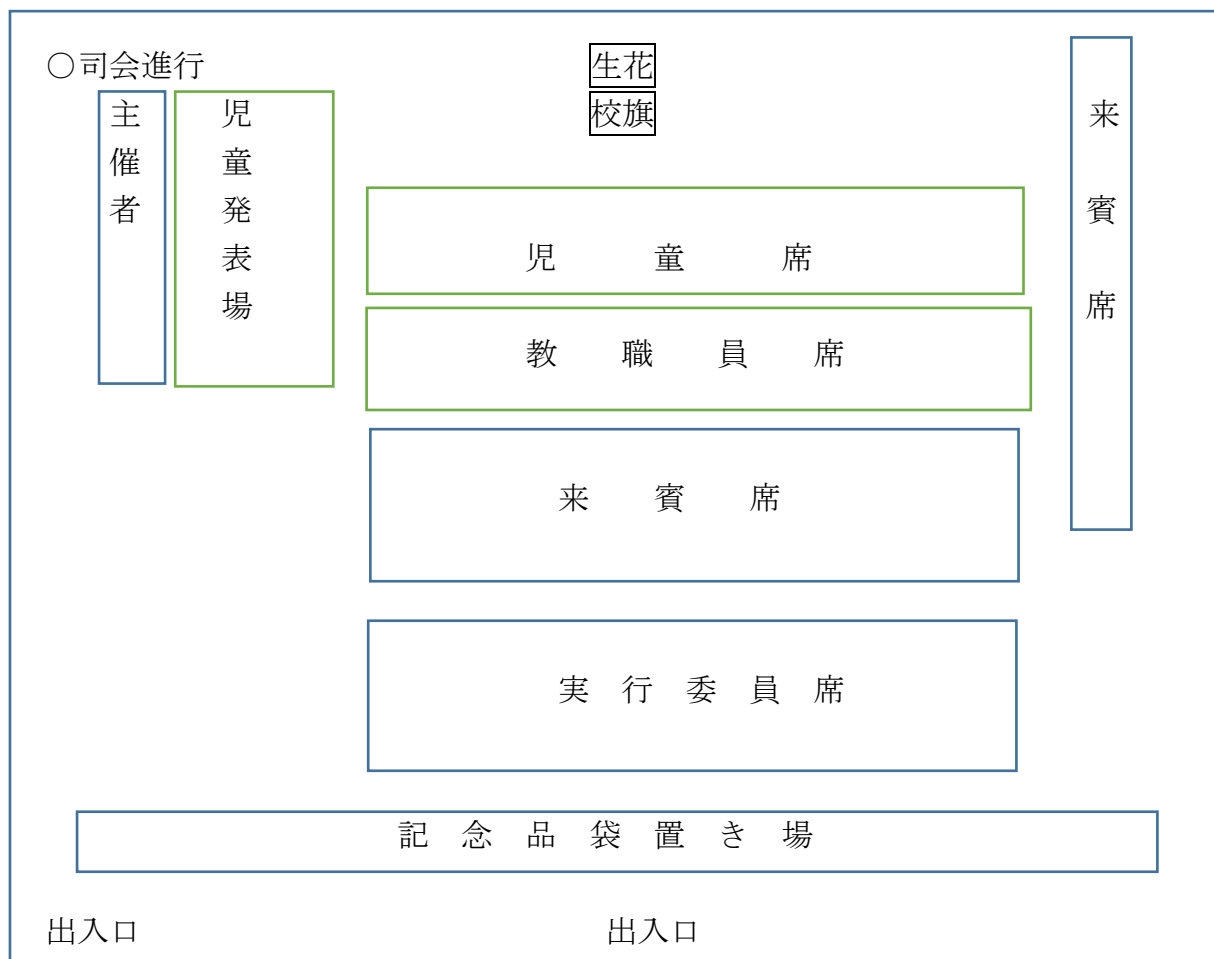 ○司会進行
生花
校旗
主催者
児童発表場
来賓席
児童席
教職員席
来賓席
実行委員席
記念品袋置き場
出入口
出入口